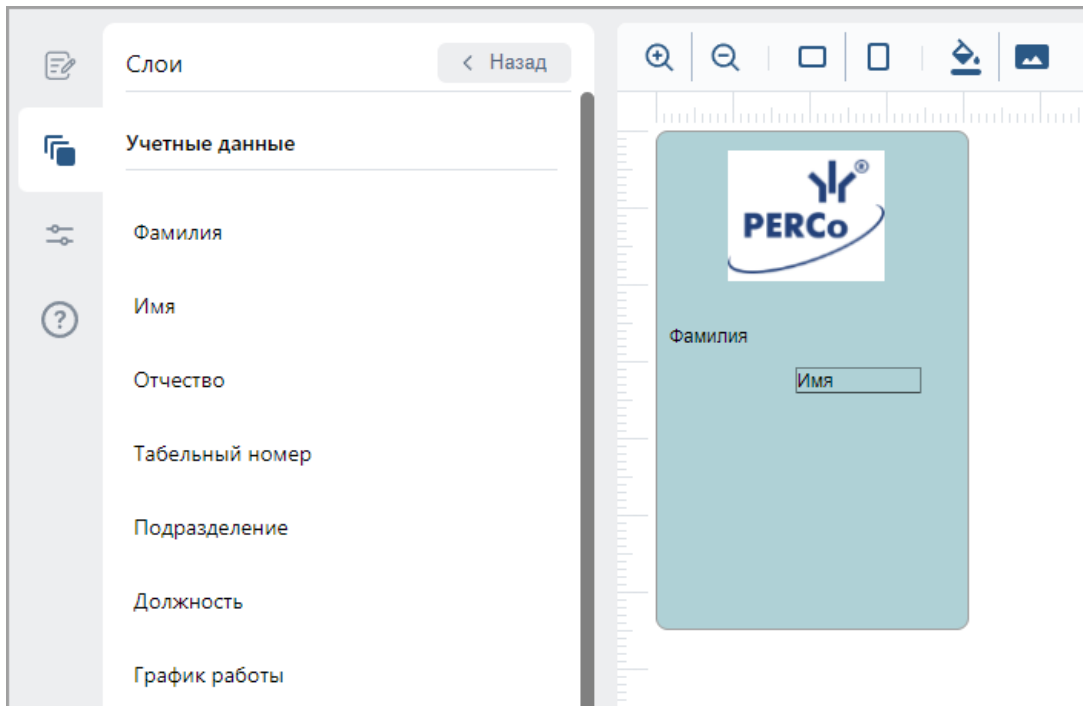 Слои
Назад
Учетные данные
Фамилия
Имя
Отчество
Табельный номер
Подразделение
Должность
График работы
?
PERCo®
Фамилия
Имя